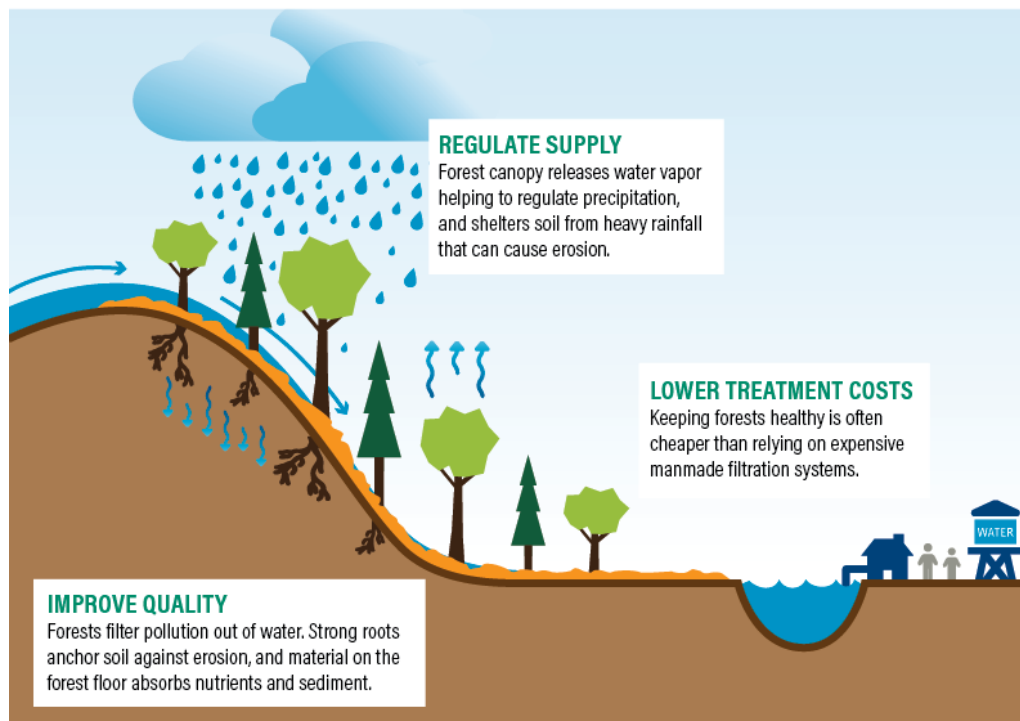 REGULATE SUPPLY
Forest canopy releases water vapor
helping to regulate precipitation,
and shelters soil from heavy rainfall
that can cause erosion.
LOWER TREATMENT COSTS
Keeping forests healthy is often
cheaper than relying on expensive
manmade filtration systems.
WATER
IMPROVE QUALITY
Forests filter pollution out of water. Strong roots
anchor soil against erosion, and material on the
forest floor absorbs nutrients and sediment.